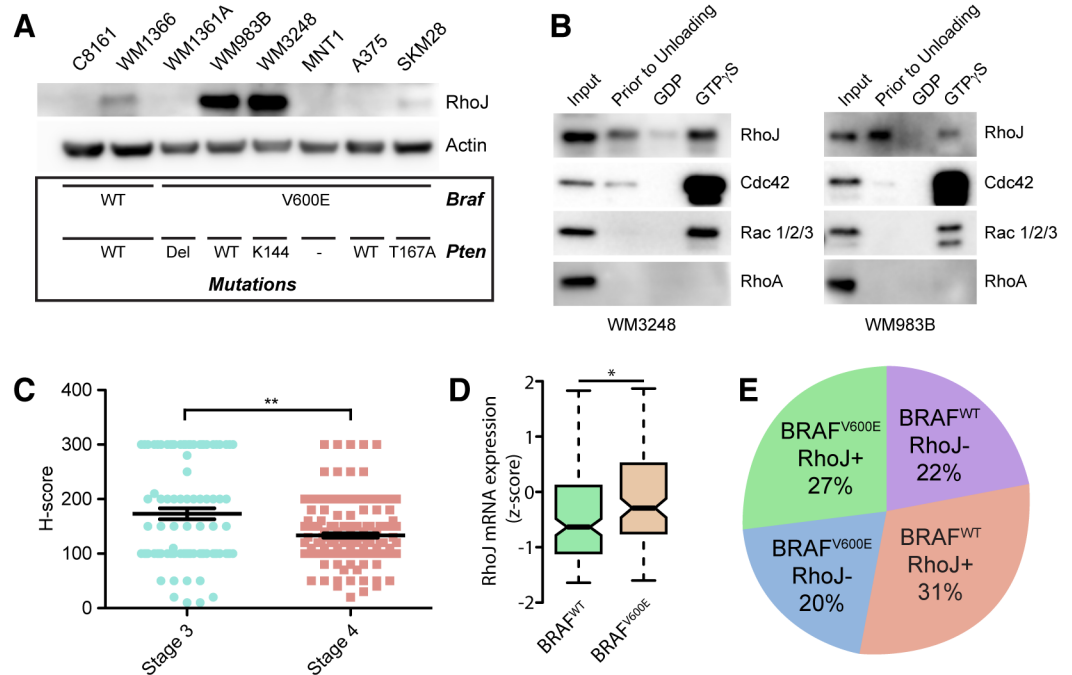 A
C8161
WM1366
WM1361A
WM983B
WM3248
MNT1
A375
SKM28
RhoJ
Actin
WT
V600E
Braf
WT
Del
WT
K144
-
WT
T167A
Pten
Mutations
B
Input
Prior to Unloading
GDP
GTPγS
RhoJ
Cdc42
Rac 1/2/3
RhoA
WM3248
Input
Prior to Unloading
GDP
GTPγS
RhoJ
Cdc42
Rac 1/2/3
RhoA
WM983B
C
H-score
400
300
200
100
0
**
Stage 3
Stage 4
D
RhoJ mRNA expression
(z-score)
2
1
-0
-1
-2
*
BRAFWT
BRAFV600E
E
BRAFV600E
RhoJ+
27%
BRAFWT
RhoJ-
22%
BRAFV600E
RhoJ-
20%
BRAFWT
RhoJ+
31%